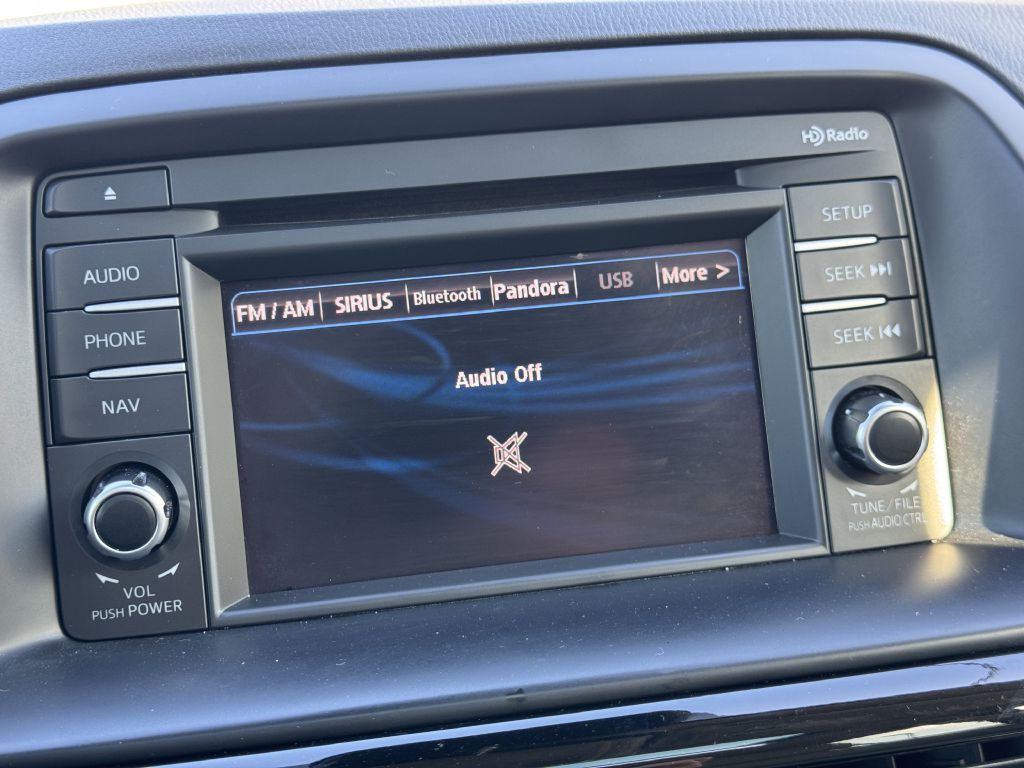 HD Radio
SETUP
AUDIO
SEEK
PHONE
SEEK
NAV
FM / AM SIRIUS Bluetooth Pandora USB More >
Audio Off
VOL
PUSH POWER
TUNE/FILE
PUSH AUDIO CTRL